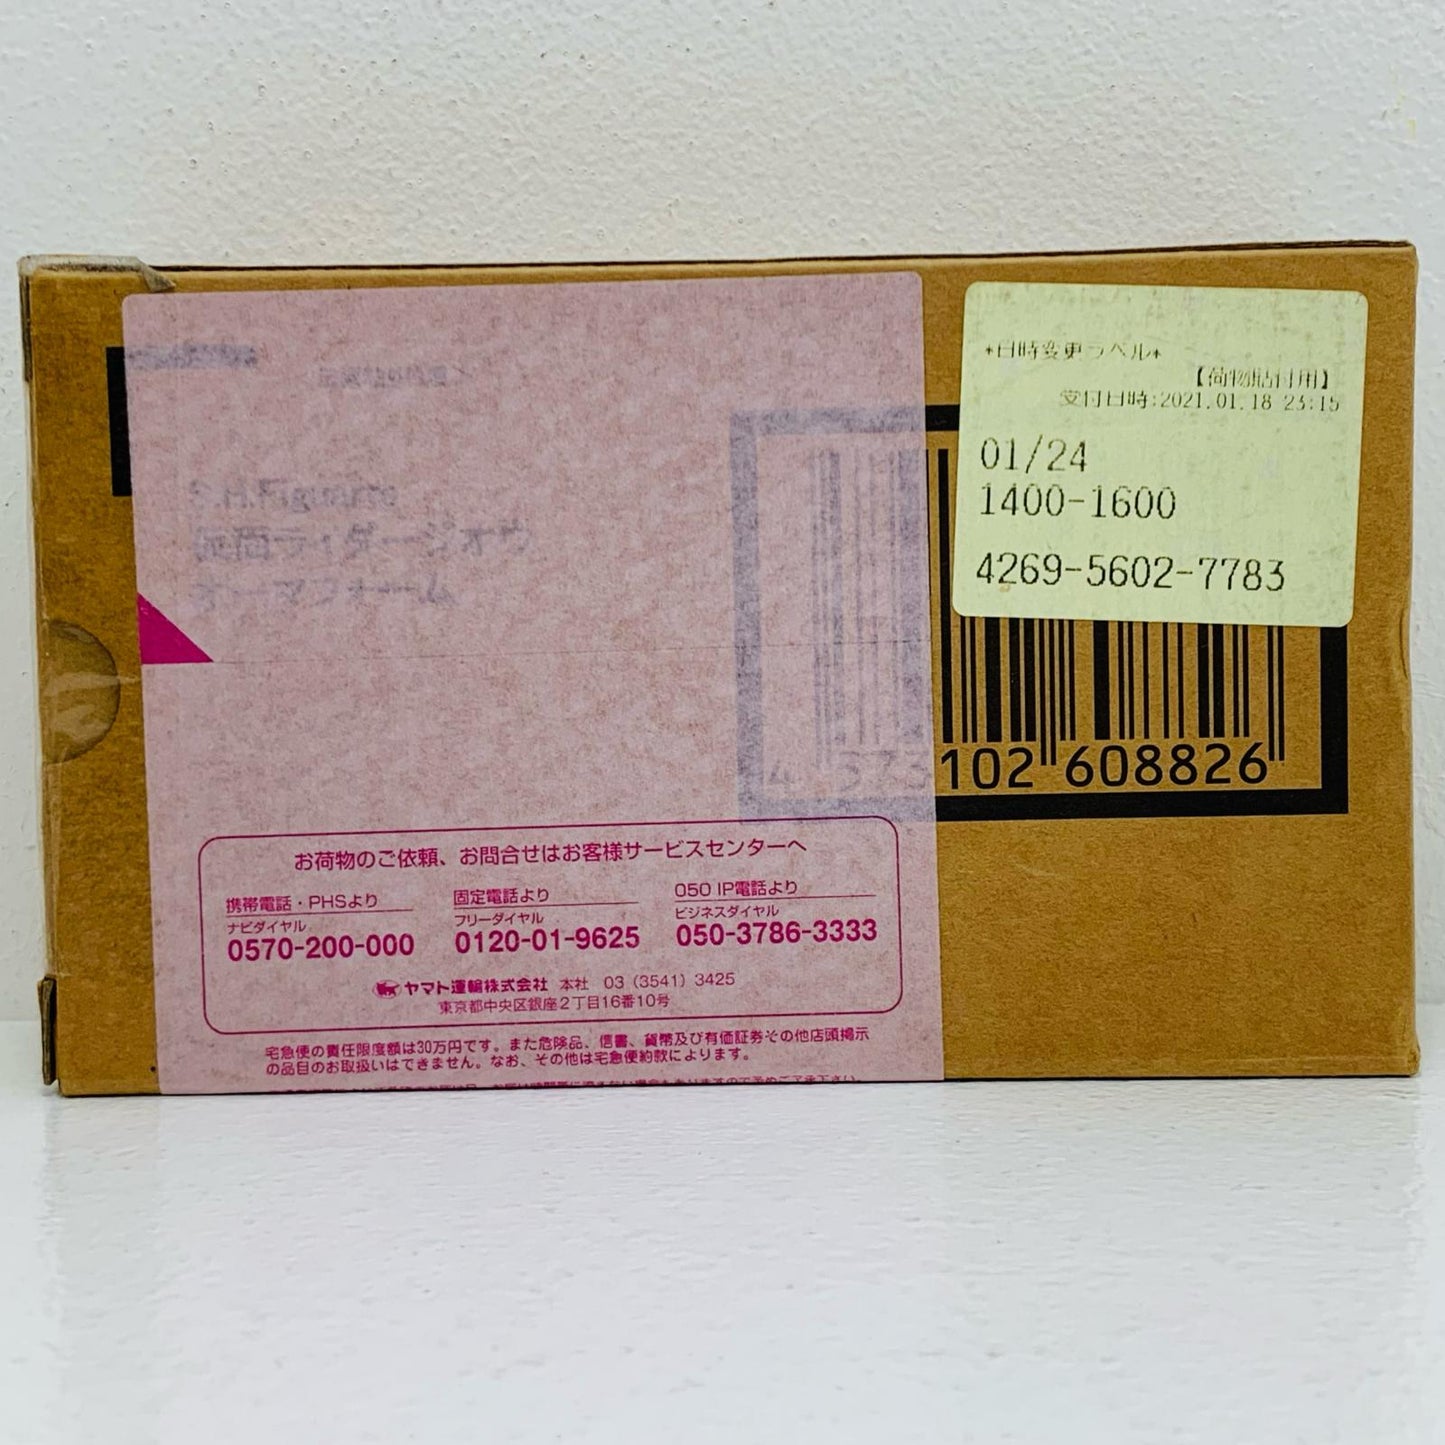 S.H.Figuarts
仮面ライダージオウ
オーマフォーム
*日時変更ラベル*
【荷物貼付用】
受付日時:2021.01.18 23:15
01/24
1400-1600
4269-5602-7783
4 573102 608826
お荷物のご依頼、お問合せはお客様サービスセンターへ
携帯電話・PHSより
ナビダイヤル
0570-200-000
固定電話より
フリーダイヤル
0120-01-9625
050 IP電話より
ビジネスダイヤル
050-3786-3333
ヤマト運輸株式会社 本社 03(3541)3425
東京都中央区銀座2丁目16番10号
宅急便の責任限度額は30万円です。また危険品、信書、貨幣及び有価証券その他店頭掲示
の品目のお取扱いはできません。なお、その他は宅急便約款によります。